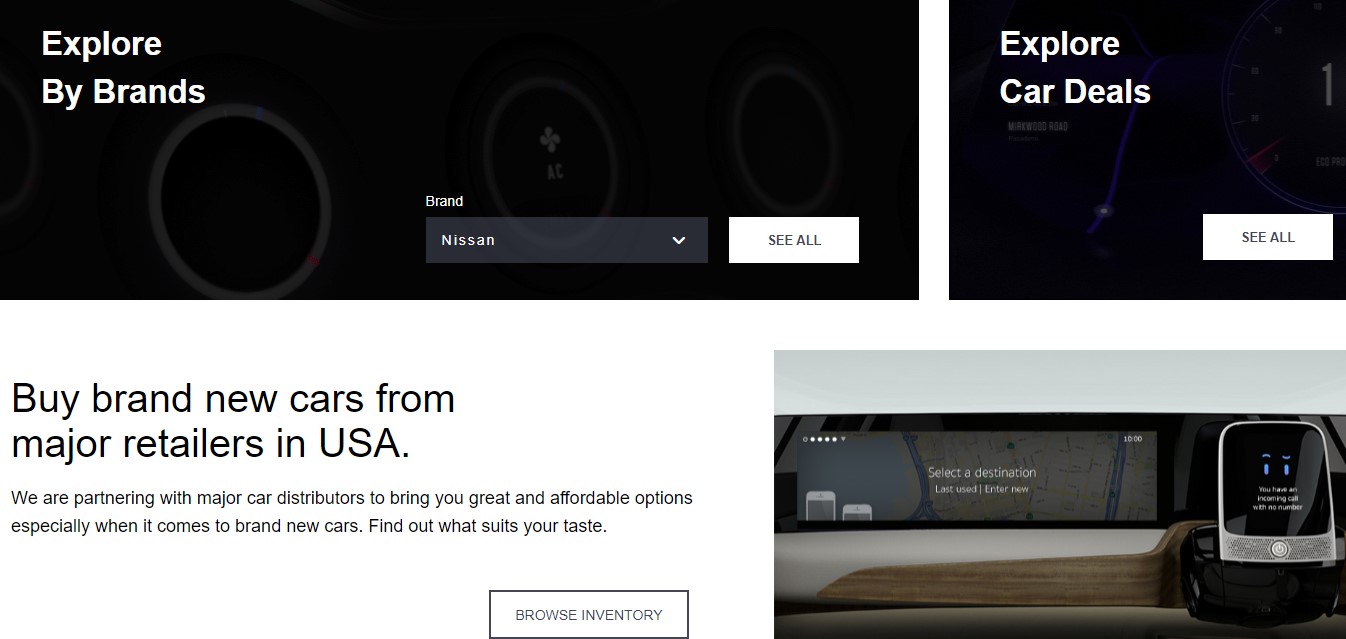 Explore
By Brands
AC
Brand
Nissan
SEE ALL
Explore
Car Deals
MIRKWOOD ROAD
1
ECO PRO
SEE ALL
Buy brand new cars from
major retailers in USA.
We are partnering with major car distributors to bring you great and affordable options
especially when it comes to brand new cars. Find out what suits your taste.
BROWSE INVENTORY
10:00
Select a destination
Last used | Enter new
You have an
incoming call
with no number